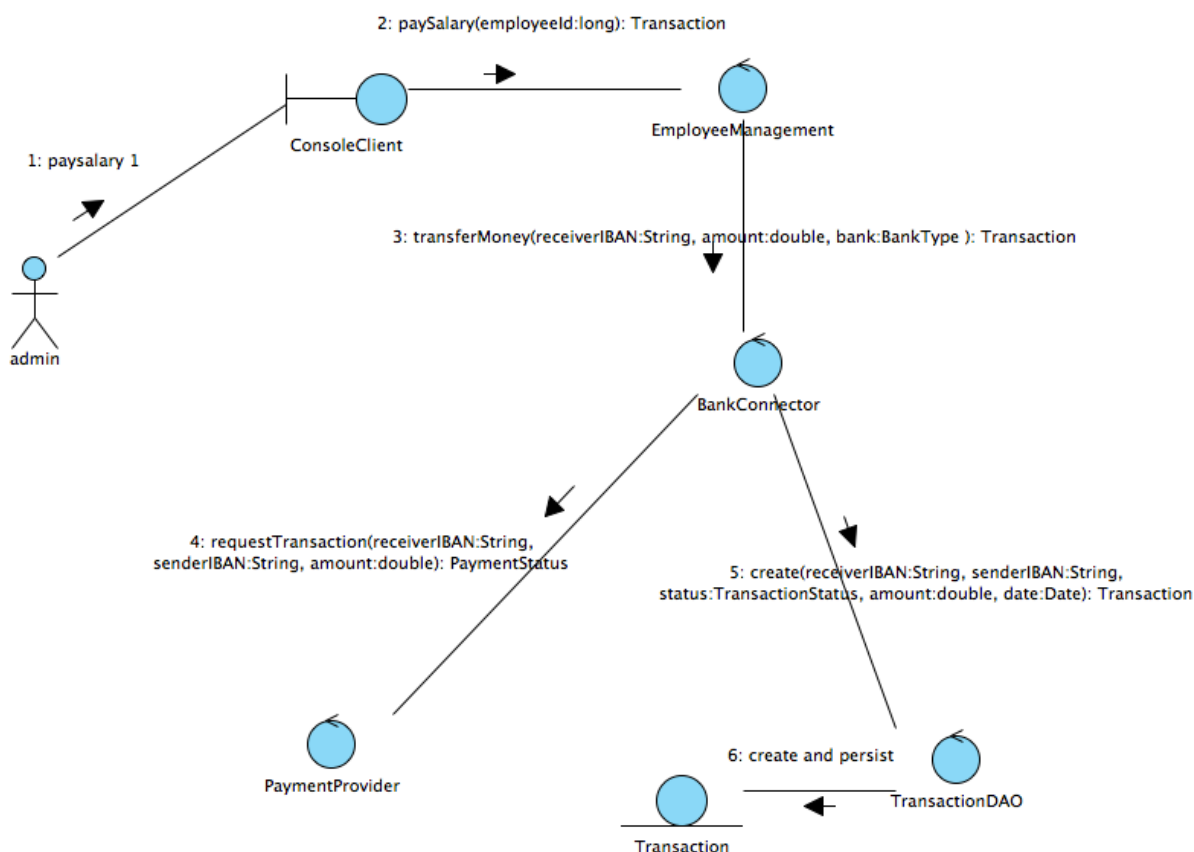 2: paySalary(employeeId:long): Transaction
ConsoleClient
EmployeeManagement
1: paysalary 1
3: transferMoney(receiverIBAN:String, amount:double, bank:BankType ): Transaction
admin
BankConnector
4: requestTransaction(receiverIBAN:String,
senderIBAN:String, amount:double): PaymentStatus
5: create(receiverIBAN:String, senderIBAN:String,
status:TransactionStatus, amount:double, date:Date): Transaction
6: create and persist
PaymentProvider
TransactionDAO
Transaction